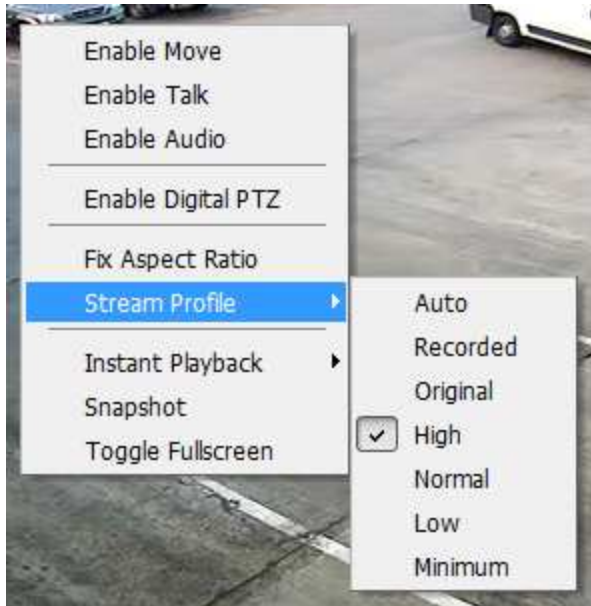 Enable Move
Enable Talk
Enable Audio
Enable Digital PTZ
Fix Aspect Ratio
Stream Profile
Instant Playback
Snapshot
Toggle Fullscreen
Auto
Recorded
Original
High
Normal
Low
Minimum